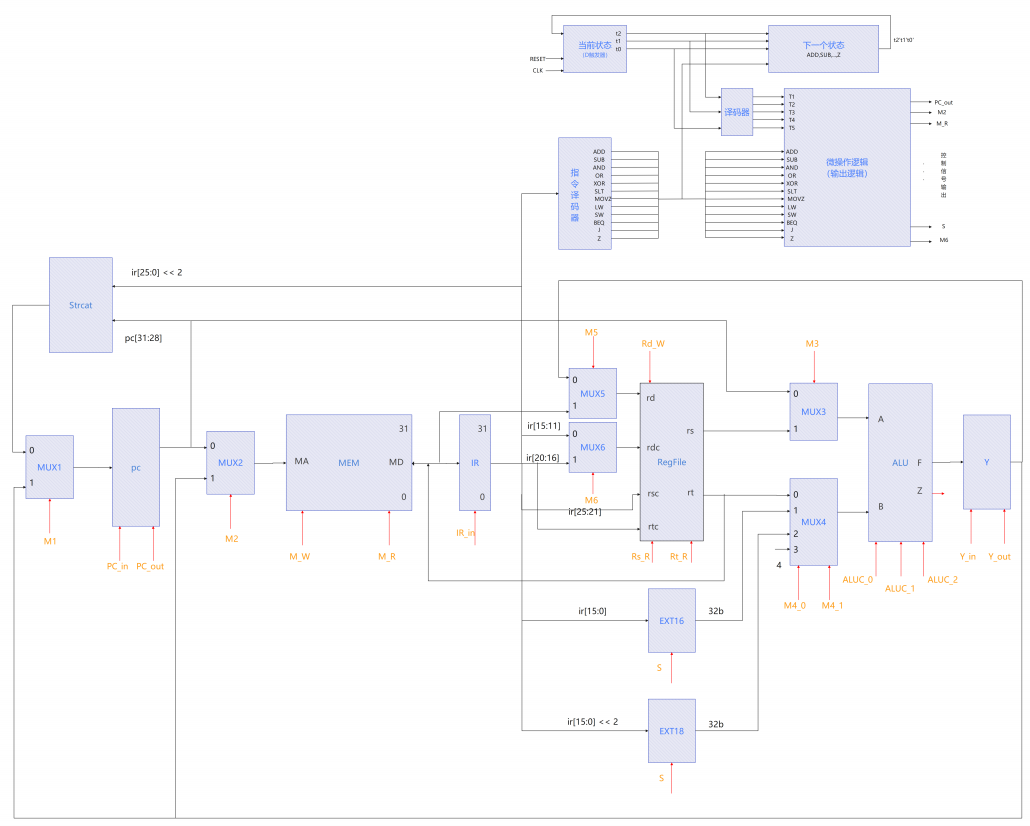 t2
t1
t0
当前状态
(D触发器)
RESET
CLK
下一个状态
ADD,SUB,..,Z
t2't1't0'
译码器
T1
T2
T3
T4
T5
PC_out
M2
M_R
指令译码器
ADD
SUB
AND
OR
XOR
SLT
MOVZ
LW
SW
BEQ
J
Z
ADD
SUB
AND
OR
XOR
SLT
MOVZ
LW
SW
BEQ
J
Z
微操作逻辑
(输出逻辑)
控制信号输出
. . .
S
M6
ir[25:0] << 2
Strcat
pc[31:28]
M5
Rd_W
M3
0
1
MUX5
rd
0
1
MUX3
A
ir[15:11]
0
1
MUX6
rdc
rs
RegFile
ALU
F
Z
B
Y
0
1
MUX1
pc
0
1
MUX2
31
MA
MEM
MD
0
31
IR
0
ir[20:16]
rsc
rt
ir[25:21]
rtc
0
1
2
3
MUX4
4
M1
PC_in
PC_out
M2
M_W
M_R
IR_in
M6
Rs_R
Rt_R
M4_0
M4_1
ALUC_0
ALUC_1
ALUC_2
Y_in
Y_out
ir[15:0]
EXT16
32b
S
ir[15:0] << 2
EXT18
32b
S